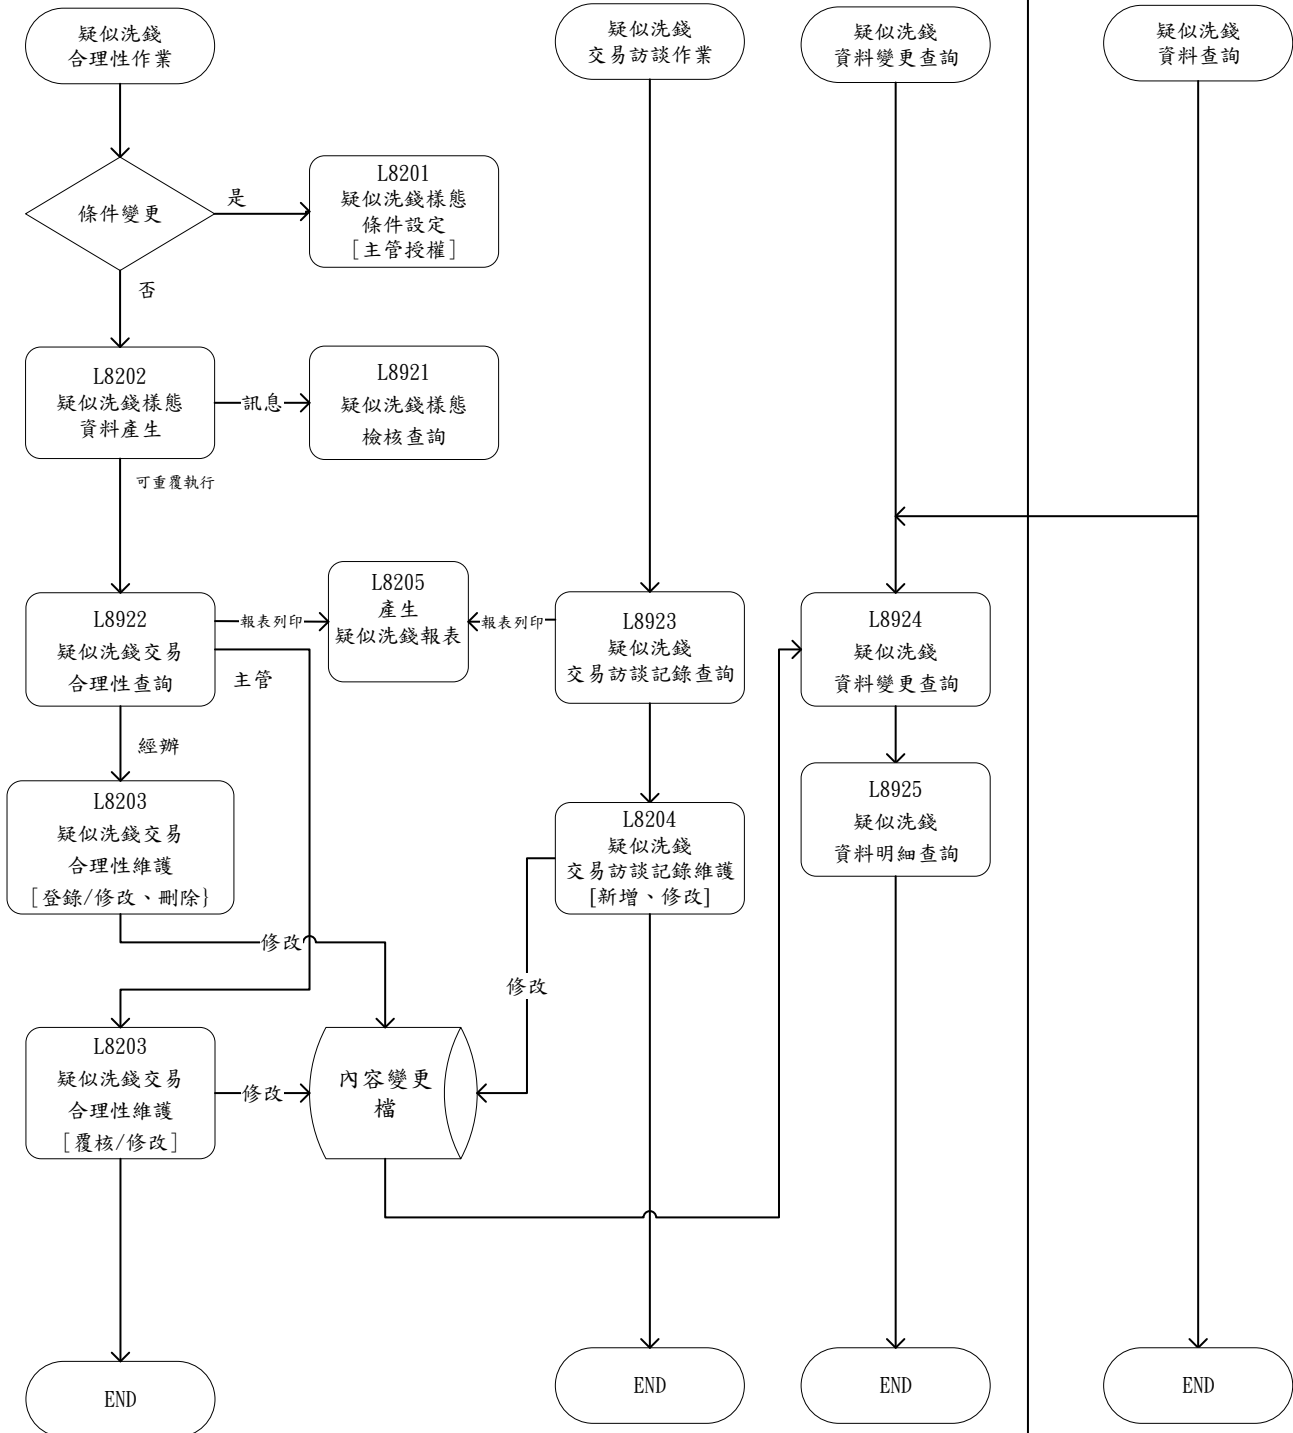 疑似洗錢
合理性作業
疑似洗錢
交易訪談作業
疑似洗錢
資料變更查詢
疑似洗錢
資料查詢
條件變更
是
L8201
疑似洗錢樣態
條件設定
[主管授權]
否
L8202
疑似洗錢樣態
資料產生
訊息
L8921
疑似洗錢樣態
檢核查詢
可重覆執行
L8922
疑似洗錢交易
合理性查詢
報表列印
L8205
產生
疑似洗錢報表
報表列印
L8923
疑似洗錢
交易訪談記錄查詢
L8924
疑似洗錢
資料變更查詢
主管
經辦
L8203
疑似洗錢交易
合理性維護
[登錄/修改、刪除}
L8204
疑似洗錢
交易訪談記錄維護
[新增、修改]
L8925
疑似洗錢
資料明細查詢
修改
修改
L8203
疑似洗錢交易
合理性維護
[覆核/修改]
修改
內容變更
檔
END
END
END
END